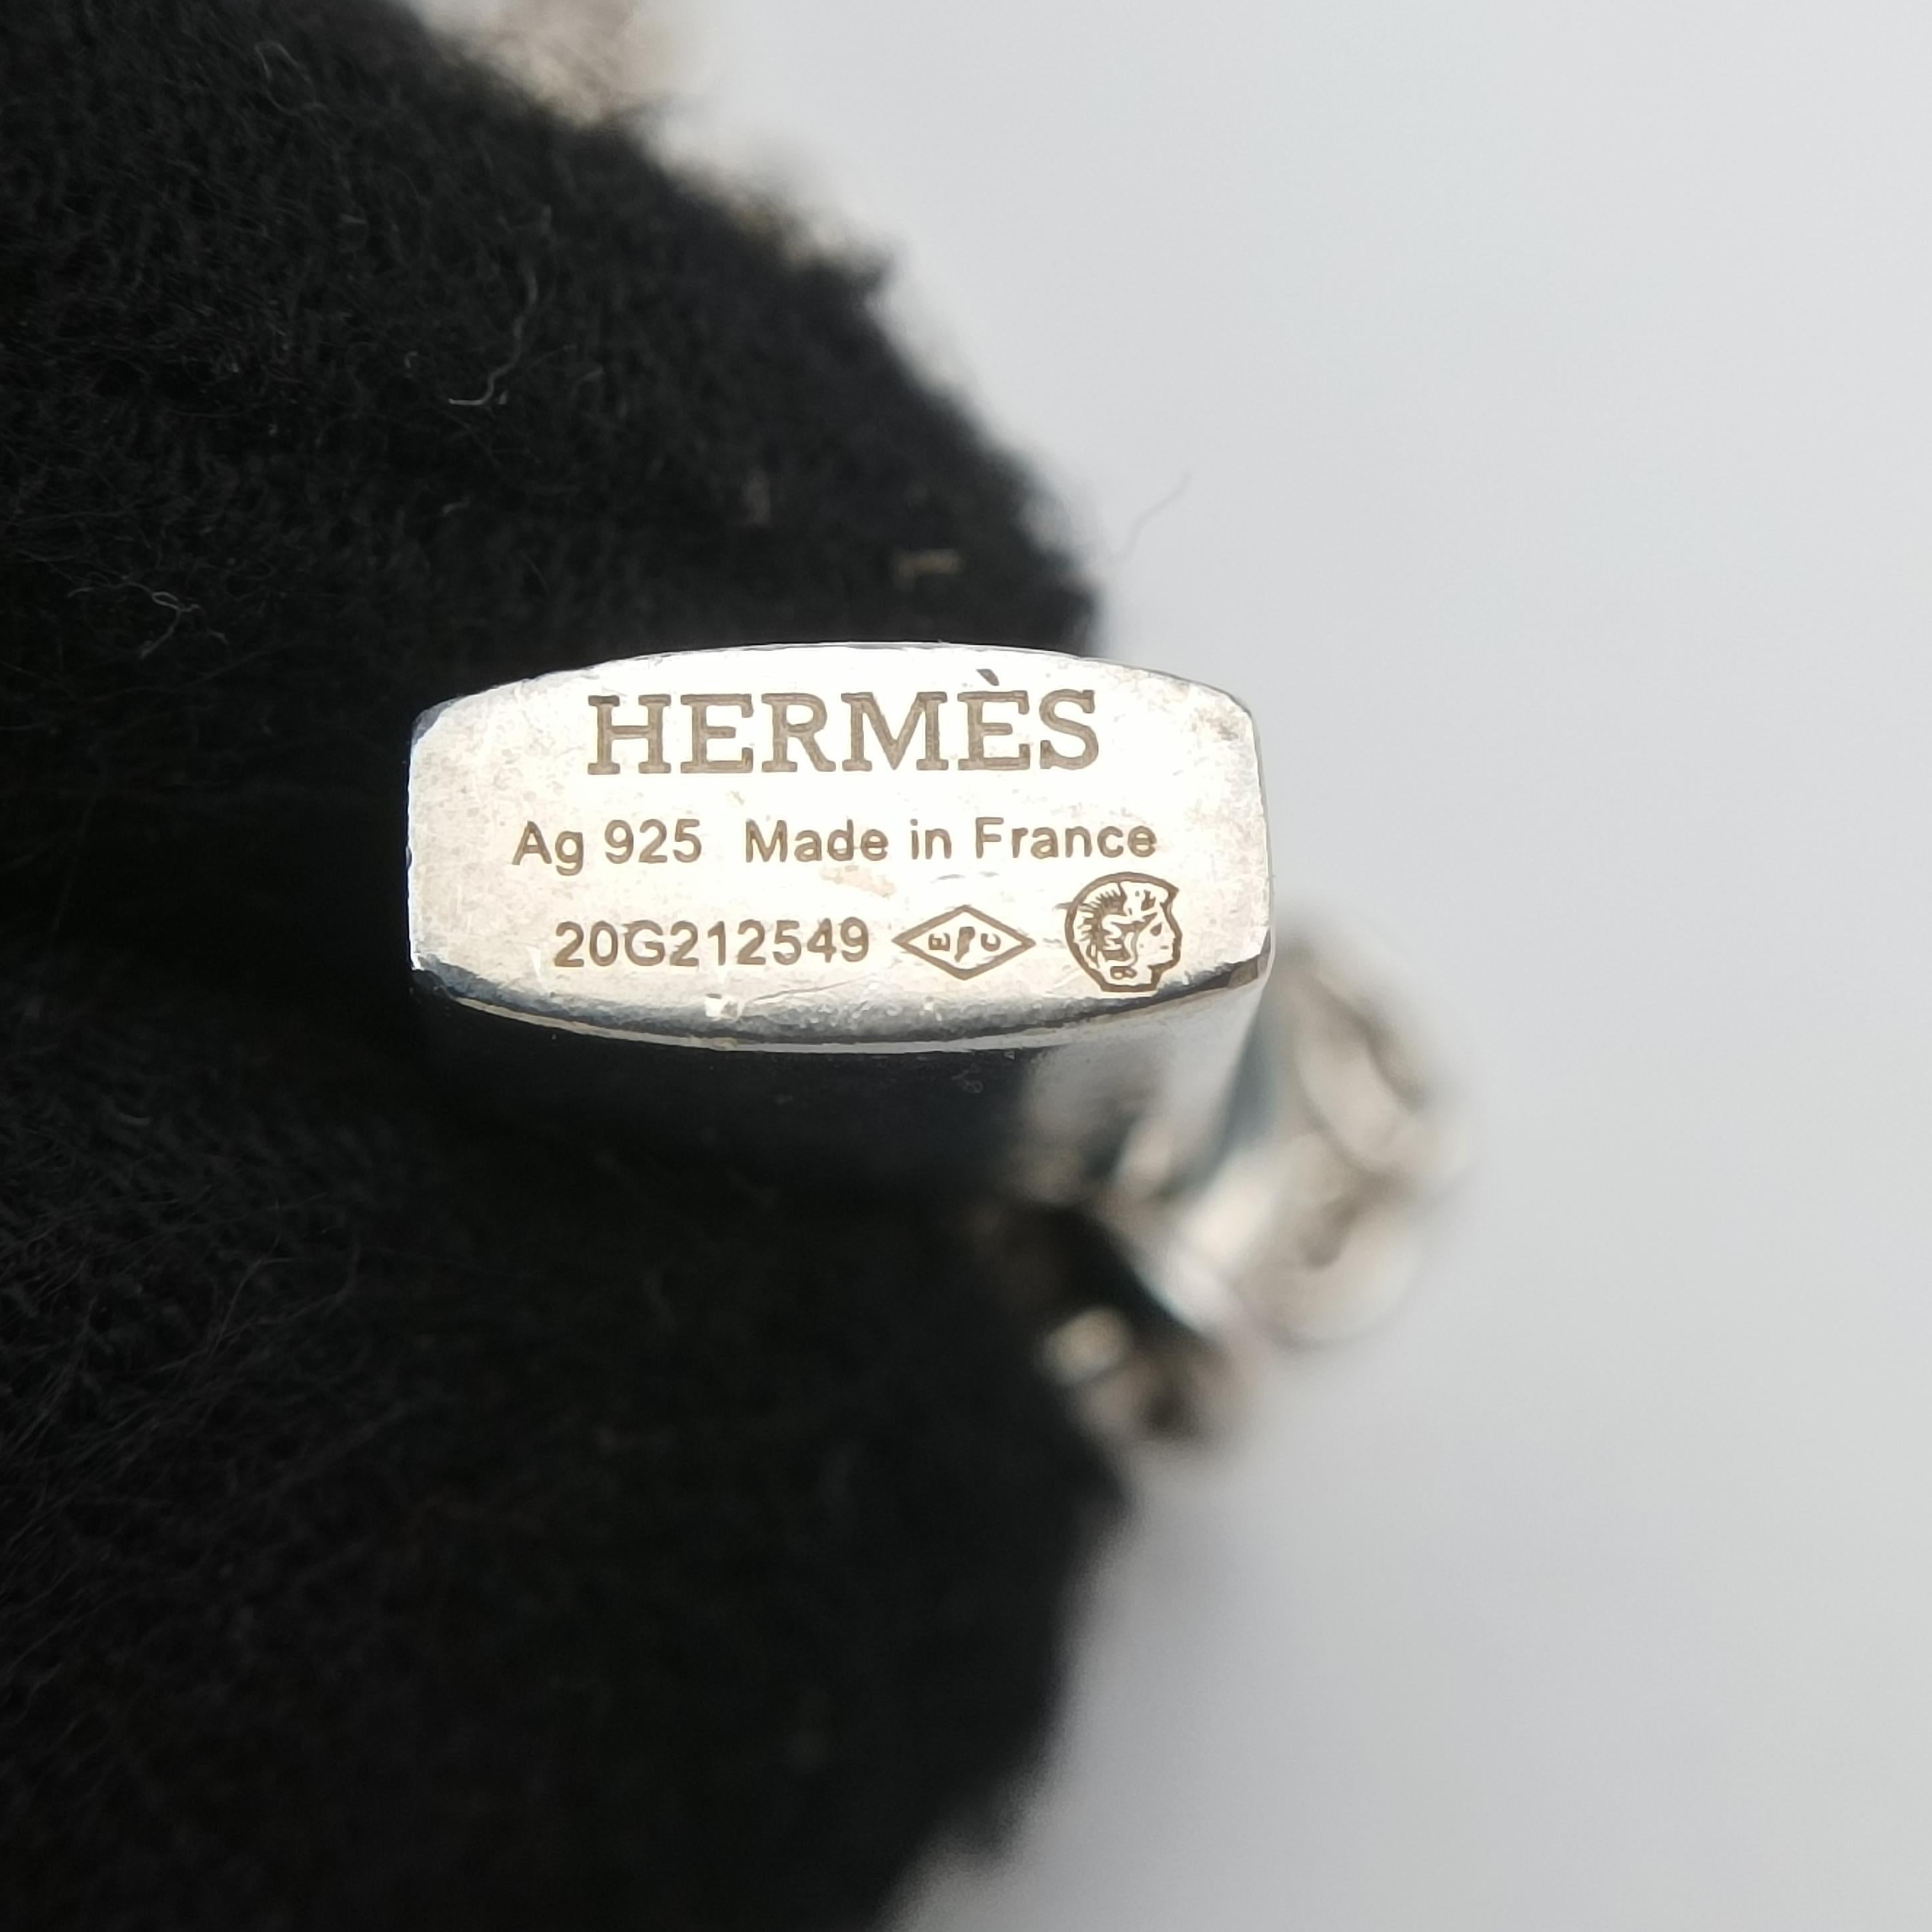 HERMÈS
Ag 925 Made in France
20G212549 E C